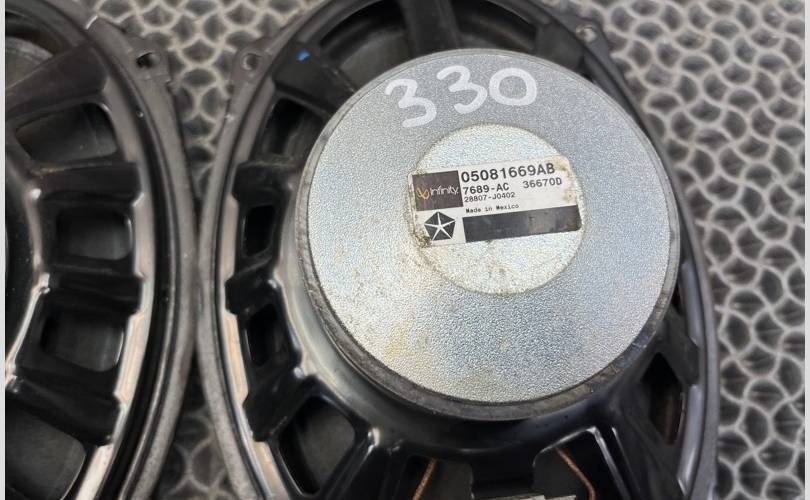 330
05081669AB
Infinity
7689-AC 36670D
28807-J0402
Made in Mexico